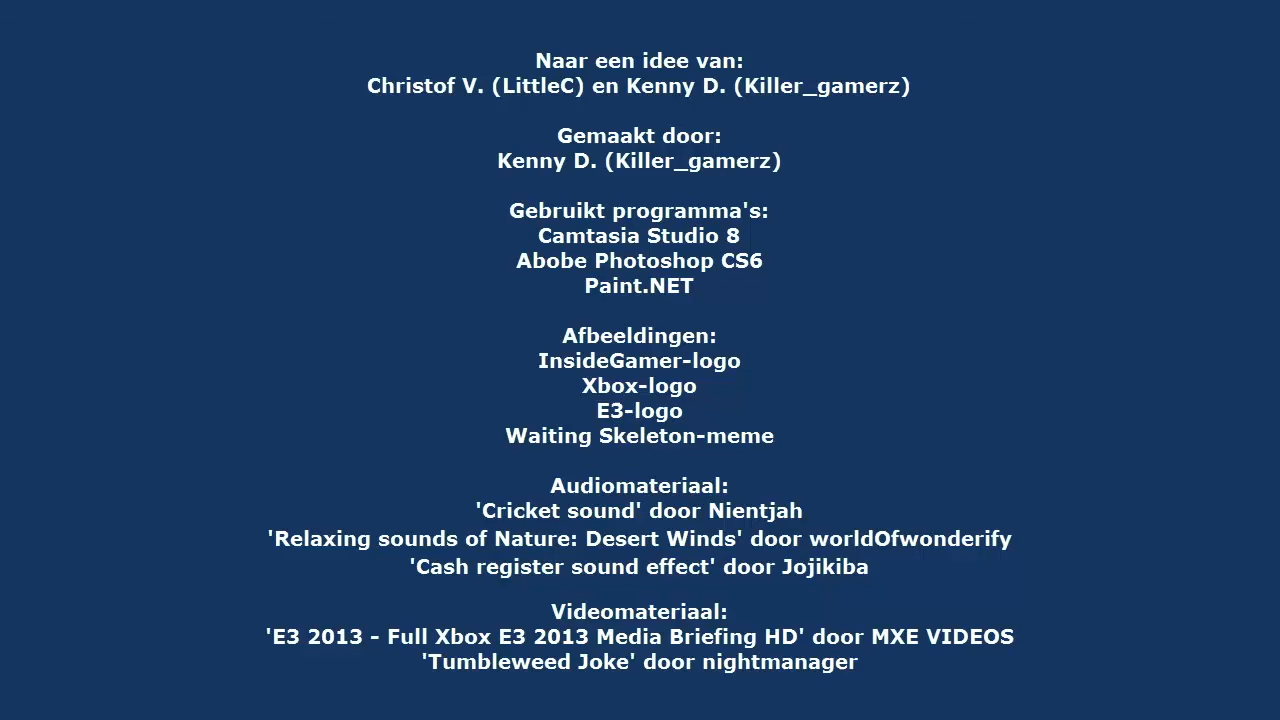 Naar een idee van:
Christof V. (LittleC) en Kenny D. (Killer_gamerz)
Gemaakt door:
Kenny D. (Killer_gamerz)
Gebruikt programma's:
Camtasia Studio 8
Abobe Photoshop CS6
Paint.NET
Afbeeldingen:
InsideGamer-logo
Xbox-logo
E3-logo
Waiting Skeleton-meme
Audiomateriaal:
'Cricket sound' door Nientjah
'Relaxing sounds of Nature: Desert Winds' door worldOfwonderify
'Cash register sound effect' door Jojikiba
Videomateriaal:
'E3 2013 - Full Xbox E3 2013 Media Briefing HD' door MXE VIDEOS
'Tumbleweed Joke' door nightmanager